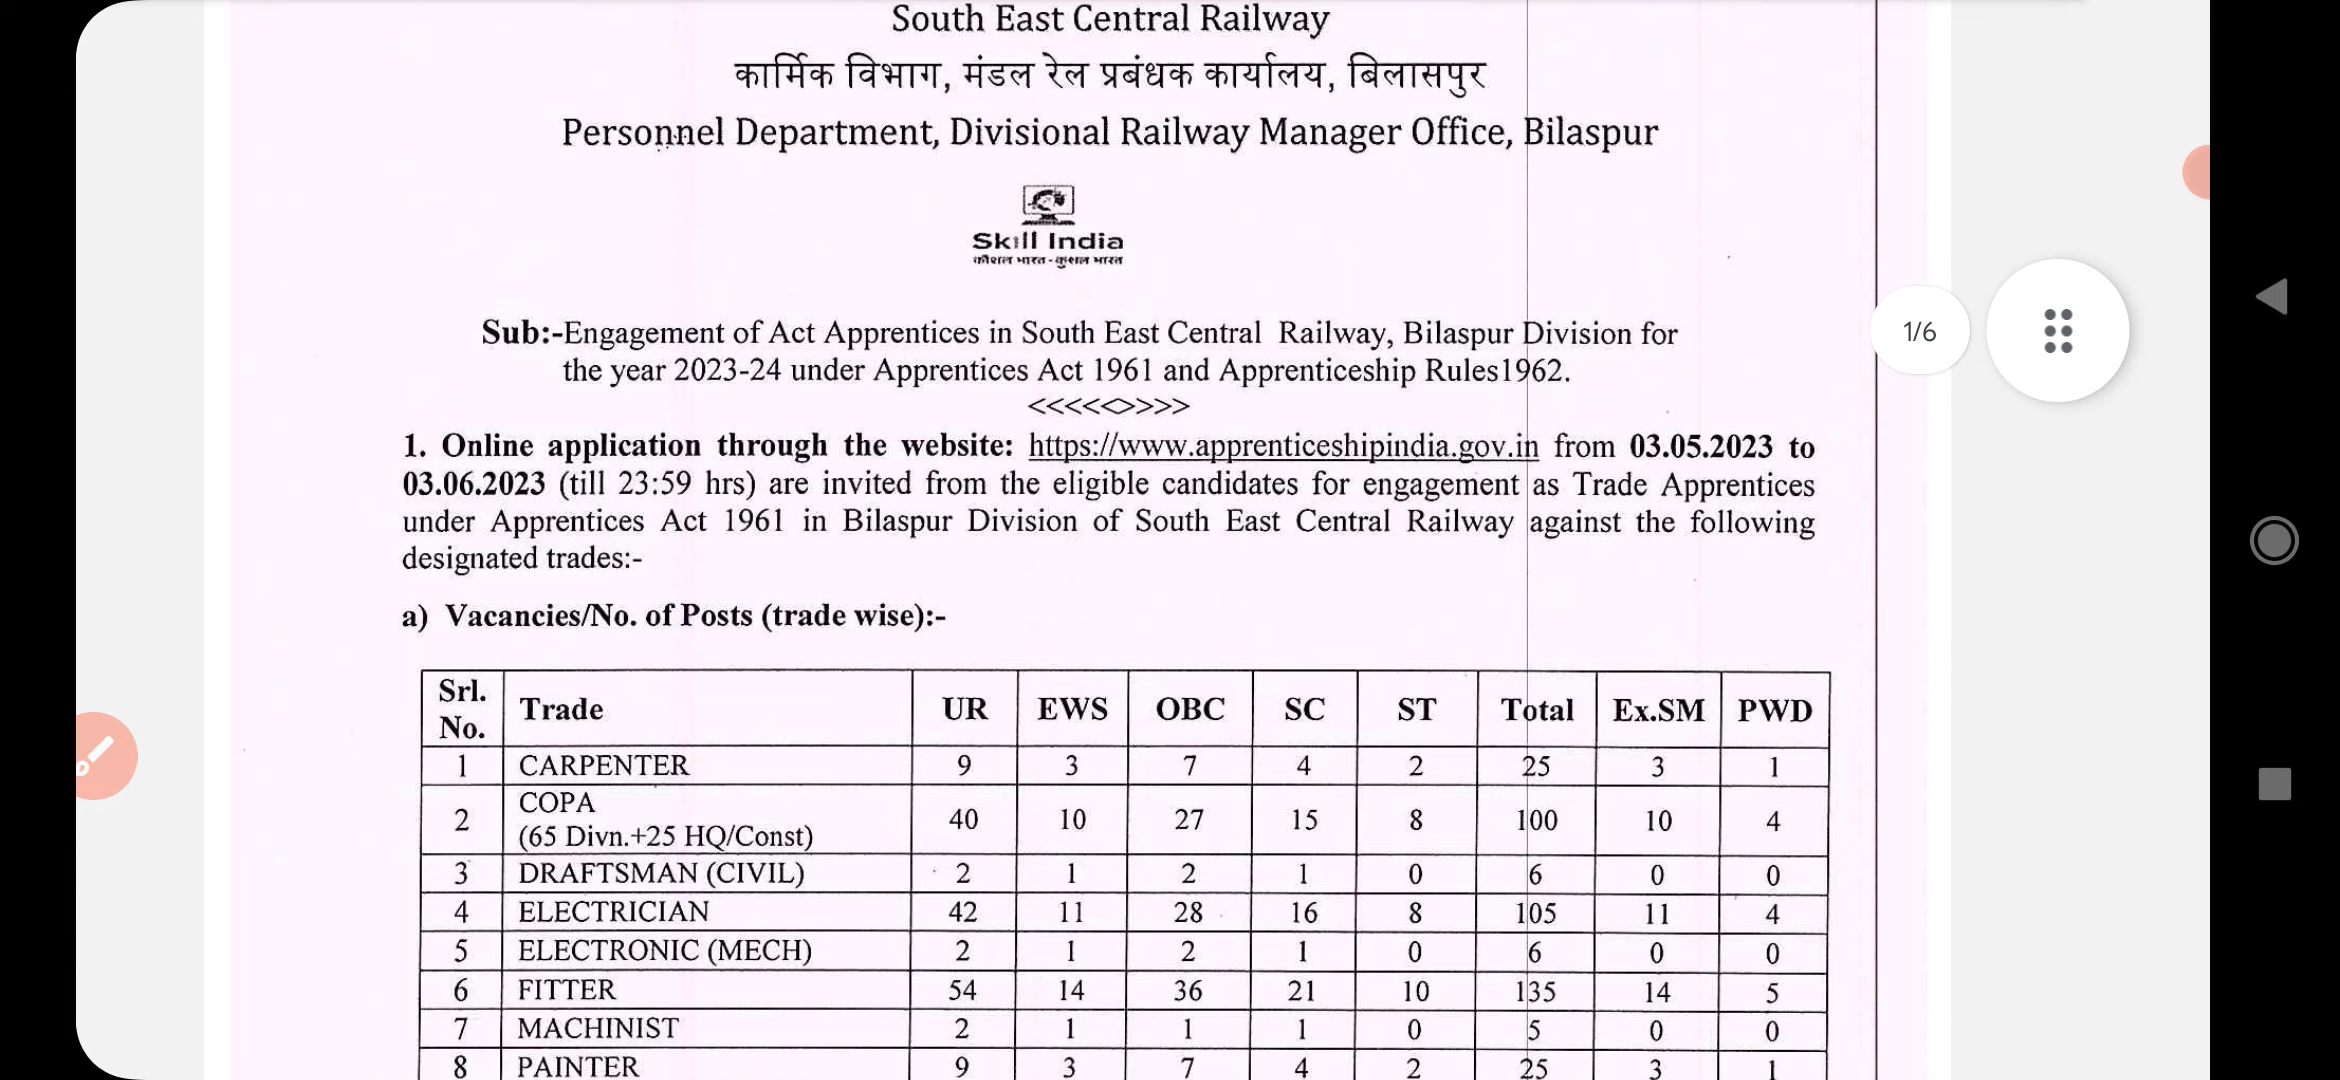 South East Central Railway
कार्मिक विभाग, मंडल रेल प्रबंधक कार्यालय, बिलासपुर
Personnel Department, Divisional Railway Manager Office, Bilaspur
Skill India
कौशल भारत - कुशल भारत
Sub:-Engagement of Act Apprentices in South East Central Railway, Bilaspur Division for
the year 2023-24 under Apprentices Act 1961 and Apprenticeship Rules1962.
<<<<<>>>>
1. Online application through the website: https://www.apprenticeshipindia.gov.in from 03.05.2023 to
03.06.2023 (till 23:59 hrs) are invited from the eligible candidates for engagement as Trade Apprentices
under Apprentices Act 1961 in Bilaspur Division of South East Central Railway against the following
designated trades:-
a) Vacancies/No. of Posts (trade wise):-
Srl. No. Trade UR EWS OBC SC ST Total Ex.SM PWD
1 CARPENTER 9 3 7 4 2 25 3 1
2 COPA (65 Divn.+25 HQ/Const) 40 10 27 15 8 100 10 4
3 DRAFTSMAN (CIVIL) 2 1 2 1 0 6 0 0
4 ELECTRICIAN 42 11 28 16 8 105 11 4
5 ELECTRONIC (MECH) 2 1 2 1 0 6 0 0
6 FITTER 54 14 36 21 10 135 14 5
7 MACHINIST 2 1 1 1 0 5 0 0
8 PAINTER 9 3 7 4 2 25 3 1
1/6